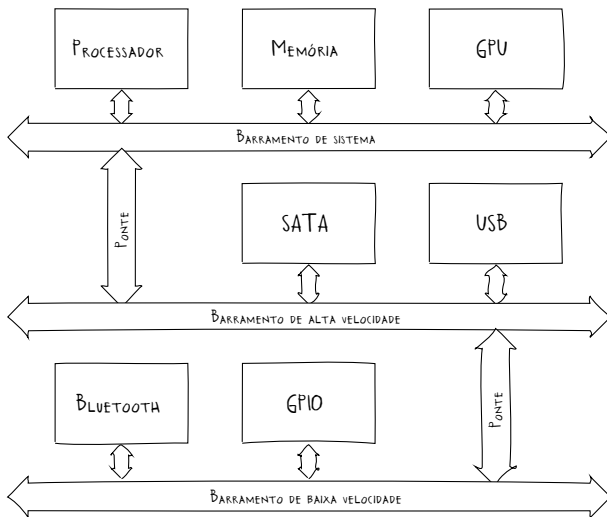 Processador
Memória
GPU
Barramento de sistema
Ponte
SATA
USB
Barramento de alta velocidade
Bluetooth
GPIO
Ponte
Barramento de baixa velocidade